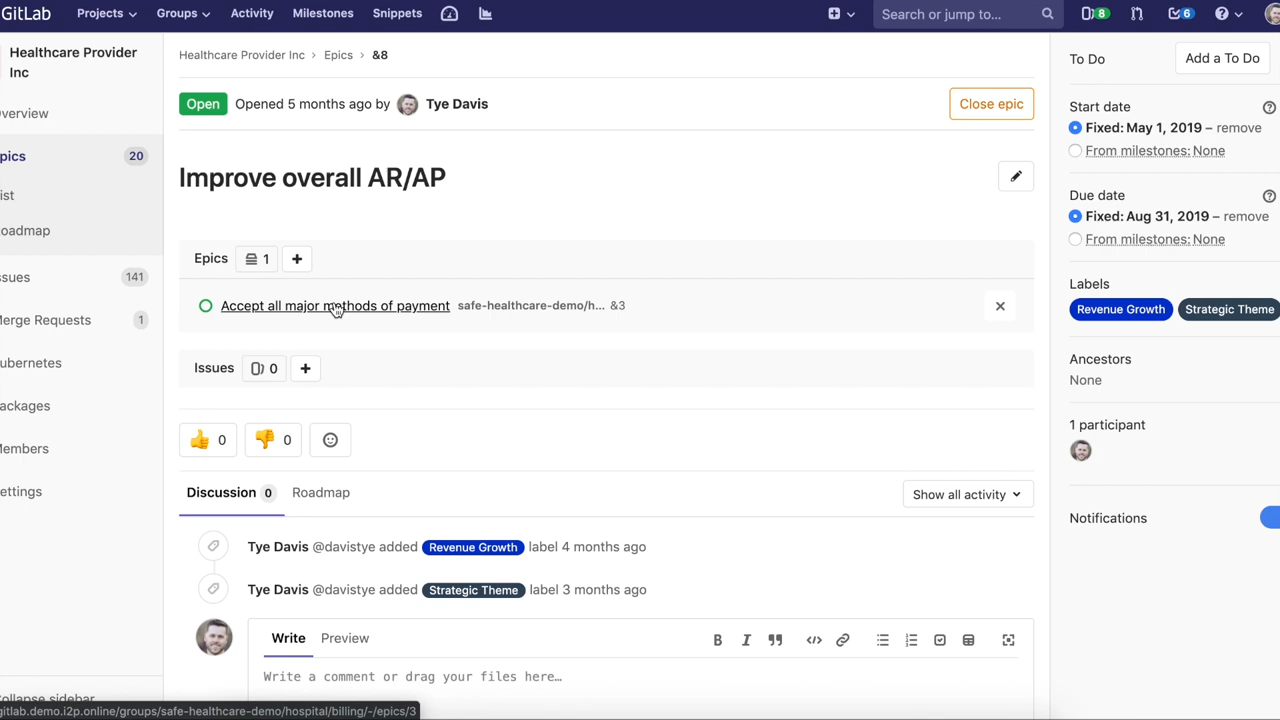 GitLab Projects Groups Activity Milestones Snippets Search or jump to... 8 6
Healthcare Provider Inc
verview
pics 20
ist
oadmap
ssues 141
erge Requests 1
ubernetes
ackages
embers
ettings
ollapse sidebar
Healthcare Provider Inc > Epics > &8
Open Opened 5 months ago by Tye Davis Close epic
Improve overall AR/AP
Epics 1 +
Accept all major methods of payment safe-healthcare-demo/h... &3
Issues 0 +
👍 0 👎 0
Discussion 0 Roadmap Show all activity
Tye Davis @davistye added Revenue Growth label 4 months ago
Tye Davis @davistye added Strategic Theme label 3 months ago
Write Preview
Write a comment or drag your files here…
To Do Add a To Do
Start date
Fixed: May 1, 2019 – remove
From milestones: None
Due date
Fixed: Aug 31, 2019 – remove
From milestones: None
Labels
Revenue Growth Strategic Theme
Ancestors
None
1 participant
Notifications
gitlab.demo.i2p.online/groups/safe-healthcare-demo/hospital/billing/-/epics/3